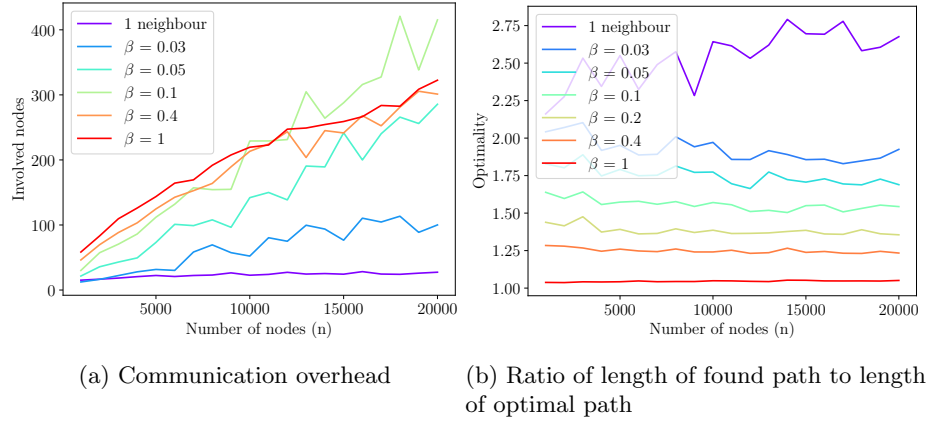 400
300
200
100
0
Involved nodes
1 neighbour
β = 0.03
β = 0.05
β = 0.1
β = 0.4
β = 1
5000 10000 15000 20000
Number of nodes (n)
(a) Communication overhead
2.75
2.50
2.25
2.00
1.75
1.50
1.25
1.00
Optimality
1 neighbour
β = 0.03
β = 0.05
β = 0.1
β = 0.2
β = 0.4
β = 1
5000 10000 15000 20000
Number of nodes (n)
(b) Ratio of length of found path to length
of optimal path